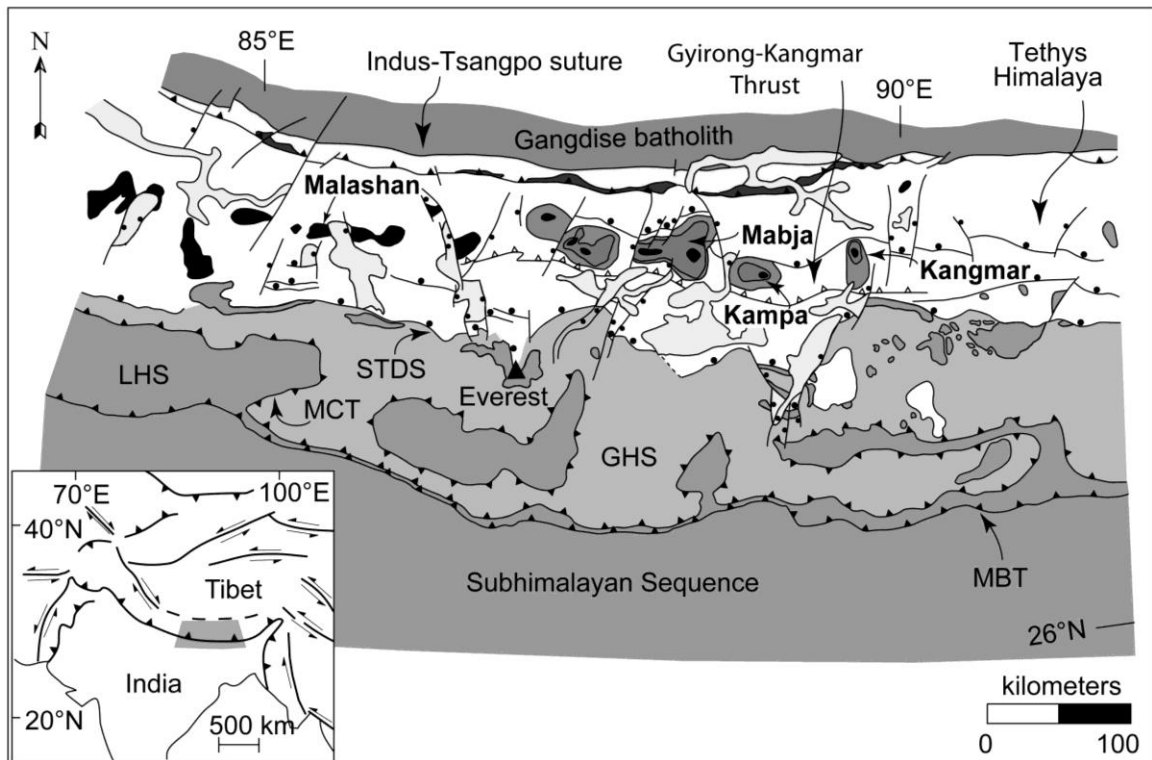 N
85°E
Indus-Tsangpo suture
Gyirong-Kangmar
Thrust
90°E
Tethys
Himalaya
Gangdise batholith
Malashan
Mabja
Kangmar
Kampa
LHS
STDS
MCT
Everest
GHS
Subhimalayan Sequence
MBT
26°N
70°E
100°E
40°N
Tibet
India
20°N
500 km
kilometers
0
100